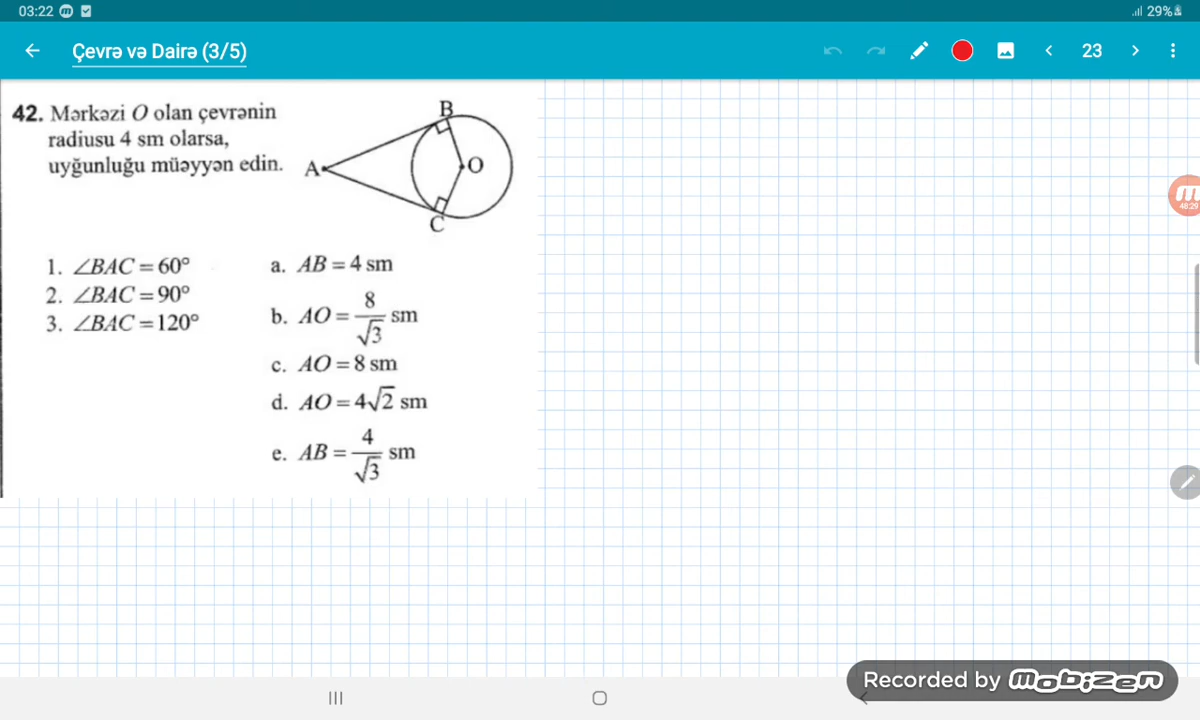 03:22
29%
Çevrə və Dairə (3/5)
23
42. Mərkəzi O olan çevrənin
radiusu 4 sm olarsa,
uyğunluğu müəyyən edin.
A
B
O
C
1. ∠BAC = 60°
2. ∠BAC = 90°
3. ∠BAC = 120°
a. AB = 4 sm
b. AO = 8/√3 sm
c. AO = 8 sm
d. AO = 4√2 sm
e. AB = 4/√3 sm
48:29
Recorded by mobizen